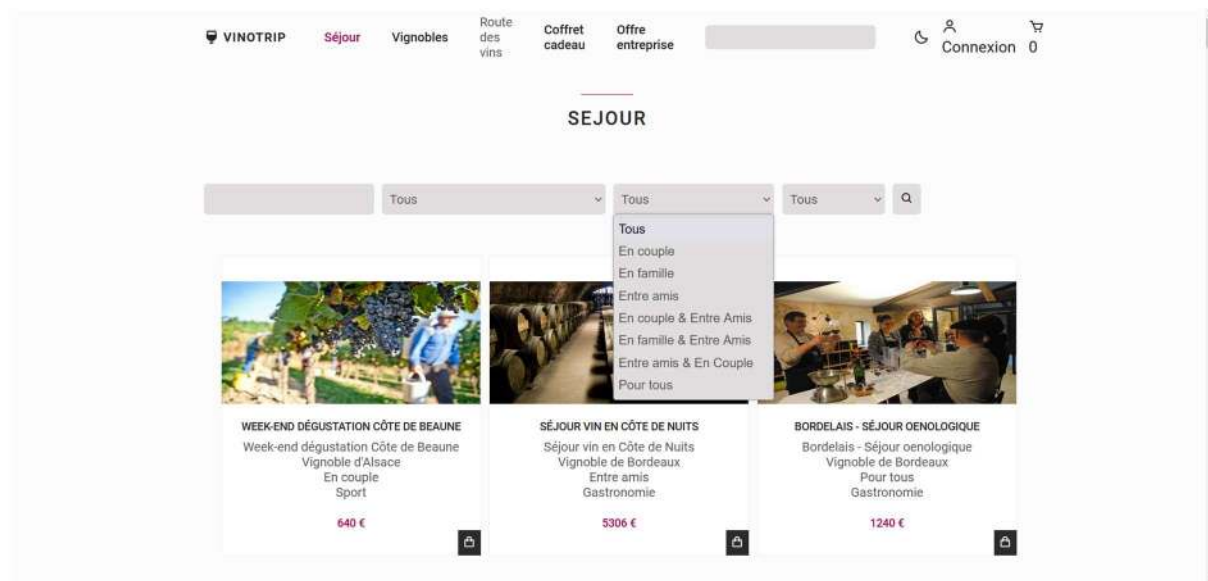 VINOTRIP
Séjour
Vignobles
Route
des
vins
Coffret
cadeau
Offre
entreprise
Connexion
0
SEJOUR
Tous
Tous
Tous
Tous
En couple
En famille
Entre amis
En couple & Entre Amis
En famille & Entre Amis
Entre amis & En Couple
Pour tous
WEEK-END DÉGUSTATION CÔTE DE BEAUNE
Week-end dégustation Côte de Beaune
Vignoble d'Alsace
En couple
Sport
640 €
SÉJOUR VIN EN CÔTE DE NUITS
Séjour vin en Côte de Nuits
Vignoble de Bordeaux
Entre amis
Gastronomie
5306 €
BORDELAIS - SÉJOUR OENOLOGIQUE
Bordelais - Séjour oenologique
Vignoble de Bordeaux
Pour tous
Gastronomie
1240 €